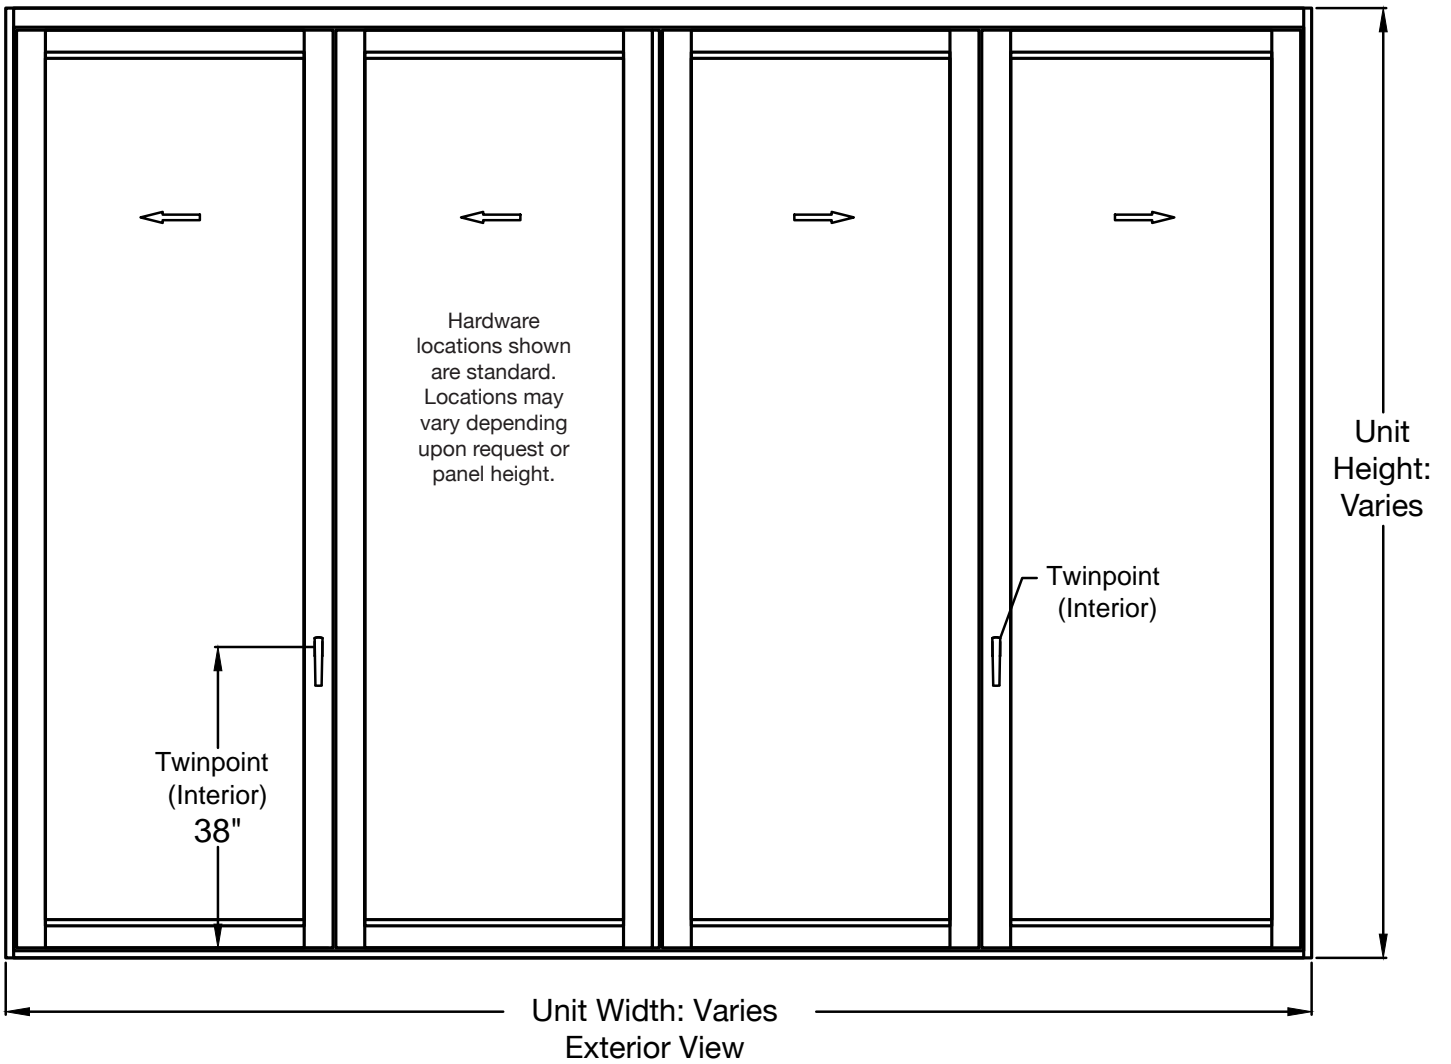 Hardware
locations shown
are standard.
Locations may
vary depending
upon request or
panel height.
Unit
Height:
Varies
Twinpoint
(Interior)
Twinpoint
(Interior)
38"
Unit Width: Varies
Exterior View